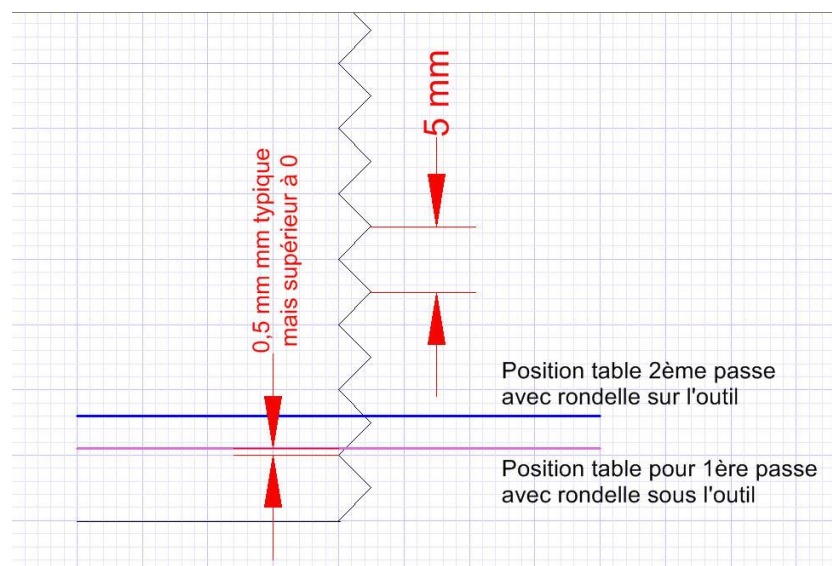 5 mm
0,5 mm mm typique
mais supérieur à 0
Position table 2ème passe
avec rondelle sur l'outil
Position table pour 1ère passe
avec rondelle sous l'outil